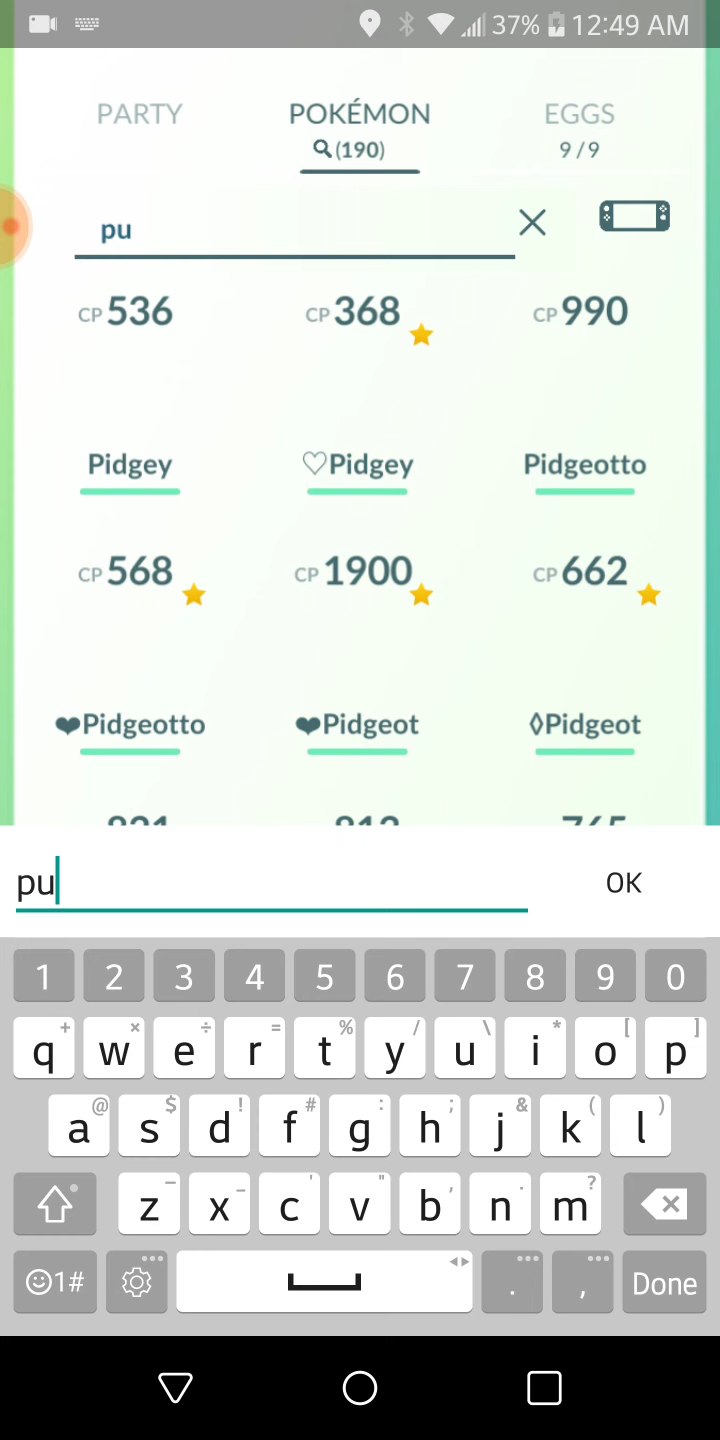 37% 12:49 AM
PARTY POKÉMON EGGS
(190) 9 / 9
pu
CP 536 CP 368 CP 990
Pidgey ♡Pidgey Pidgeotto
CP 568 CP 1900 CP 662
❤Pidgeotto ❤Pidgeot ◊Pidgeot
pu OK
1 2 3 4 5 6 7 8 9 0
+ × ÷ = % / \ * [ ]
q w e r t y u i o p
@ $ ! # : ; & ( )
a s d f g h j k l
– _ ' " , . ?
z x c v b n m
☺1# . , Done